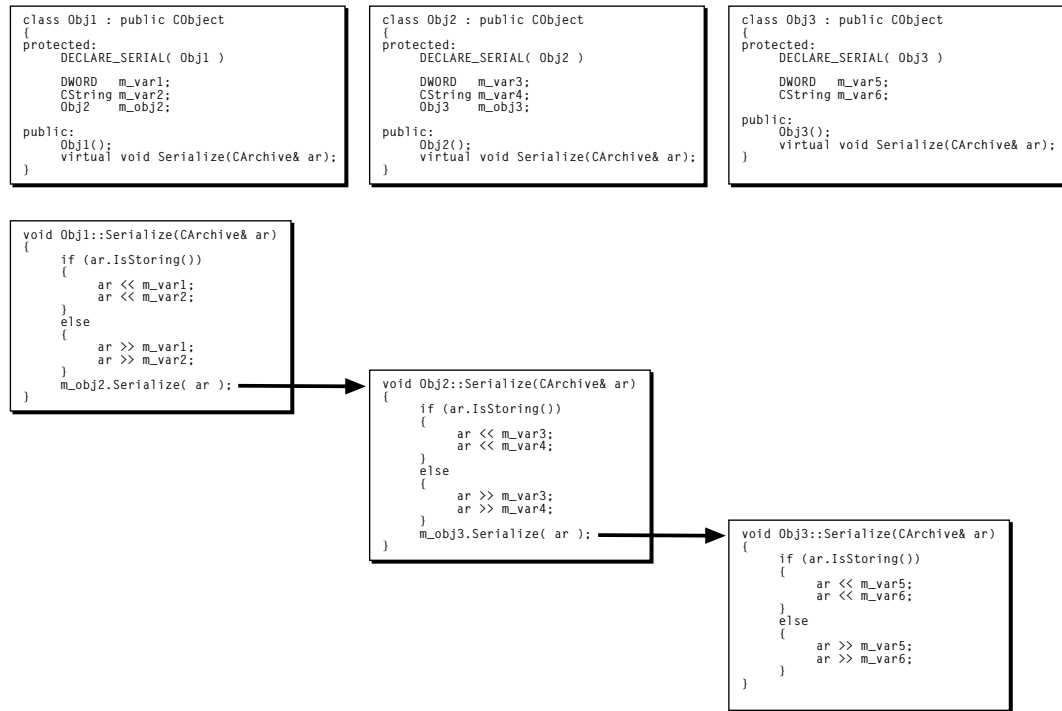 class Obj1 : public CObject
{
protected:
     DECLARE_SERIAL( Obj1 )

     DWORD   m_var1;
     CString m_var2;
     Obj2    m_obj2;

public:
     Obj1();
     virtual void Serialize(CArchive& ar);
}
class Obj2 : public CObject
{
protected:
     DECLARE_SERIAL( Obj2 )

     DWORD   m_var3;
     CString m_var4;
     Obj3    m_obj3;

public:
     Obj2();
     virtual void Serialize(CArchive& ar);
}
class Obj3 : public CObject
{
protected:
     DECLARE_SERIAL( Obj3 )

     DWORD   m_var5;
     CString m_var6;

public:
     Obj3();
     virtual void Serialize(CArchive& ar);
}
void Obj1::Serialize(CArchive& ar)
{
     if (ar.IsStoring())
     {
          ar << m_var1;
          ar << m_var2;
     }
     else
     {
          ar >> m_var1;
          ar >> m_var2;
     }
     m_obj2.Serialize( ar );
}
void Obj2::Serialize(CArchive& ar)
{
     if (ar.IsStoring())
     {
          ar << m_var3;
          ar << m_var4;
     }
     else
     {
          ar >> m_var3;
          ar >> m_var4;
     }
     m_obj3.Serialize( ar );
}
void Obj3::Serialize(CArchive& ar)
{
     if (ar.IsStoring())
     {
          ar << m_var5;
          ar << m_var6;
     }
     else
     {
          ar >> m_var5;
          ar >> m_var6;
     }
}